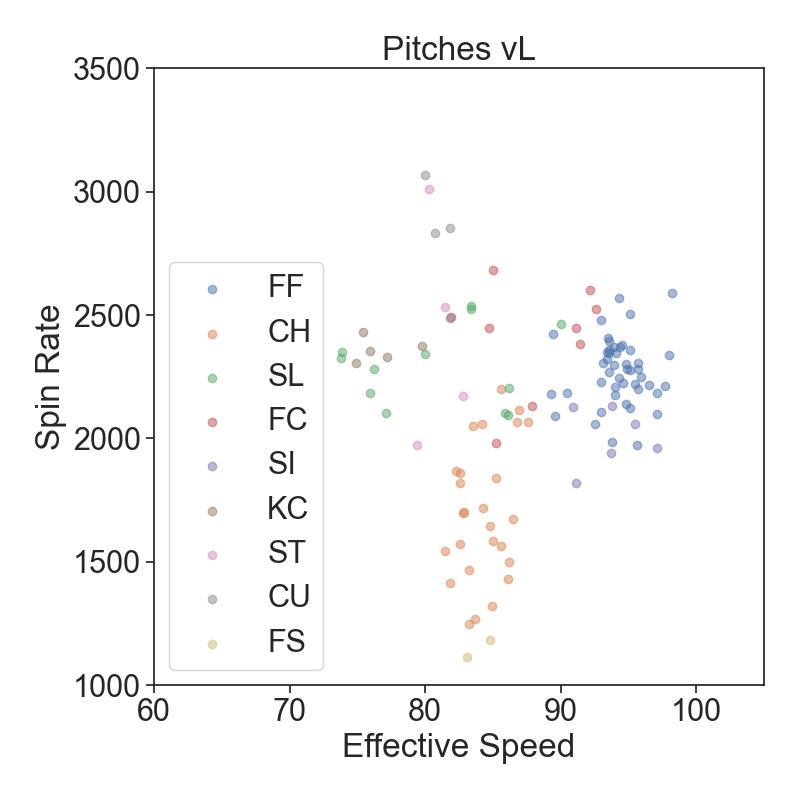 Pitches vL
3500
3000
2500
2000
1500
1000
Spin Rate
FF
CH
SL
FC
SI
KC
ST
CU
FS
60 70 80 90 100
Effective Speed